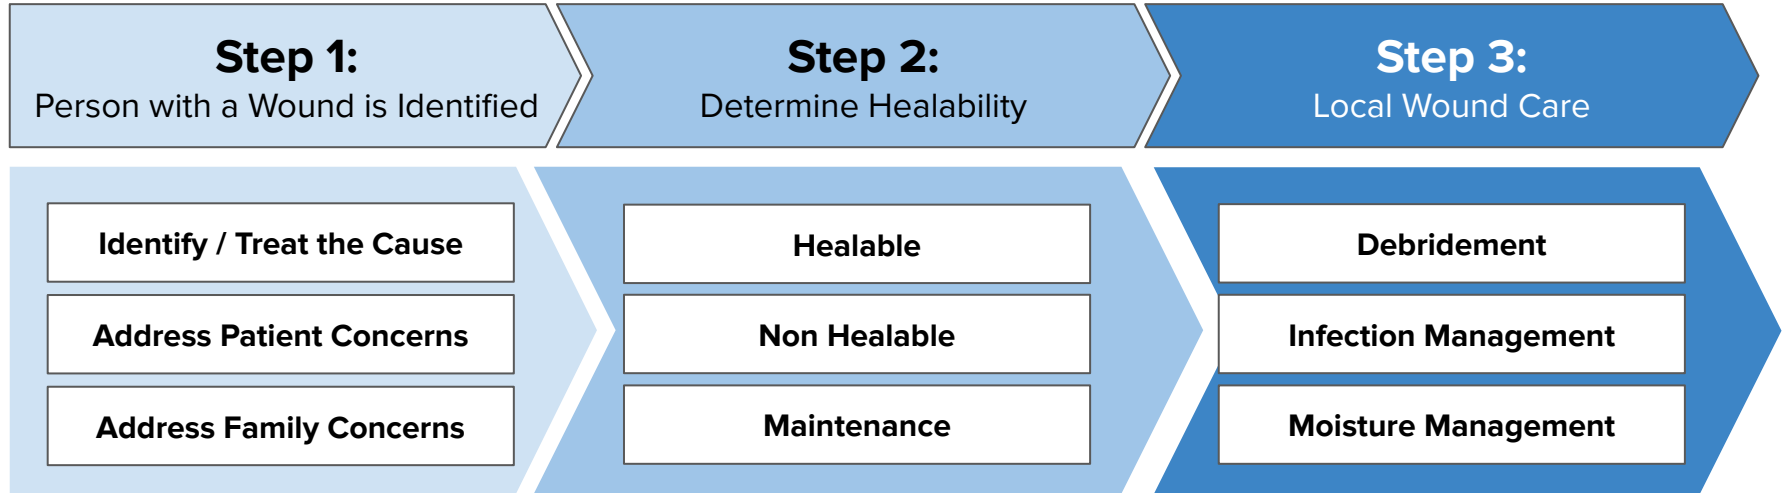 Step 1:
Person with a Wound is Identified
Step 2:
Determine Healability
Step 3:
Local Wound Care
Identify / Treat the Cause
Address Patient Concerns
Address Family Concerns
Healable
Non Healable
Maintenance
Debridement
Infection Management
Moisture Management